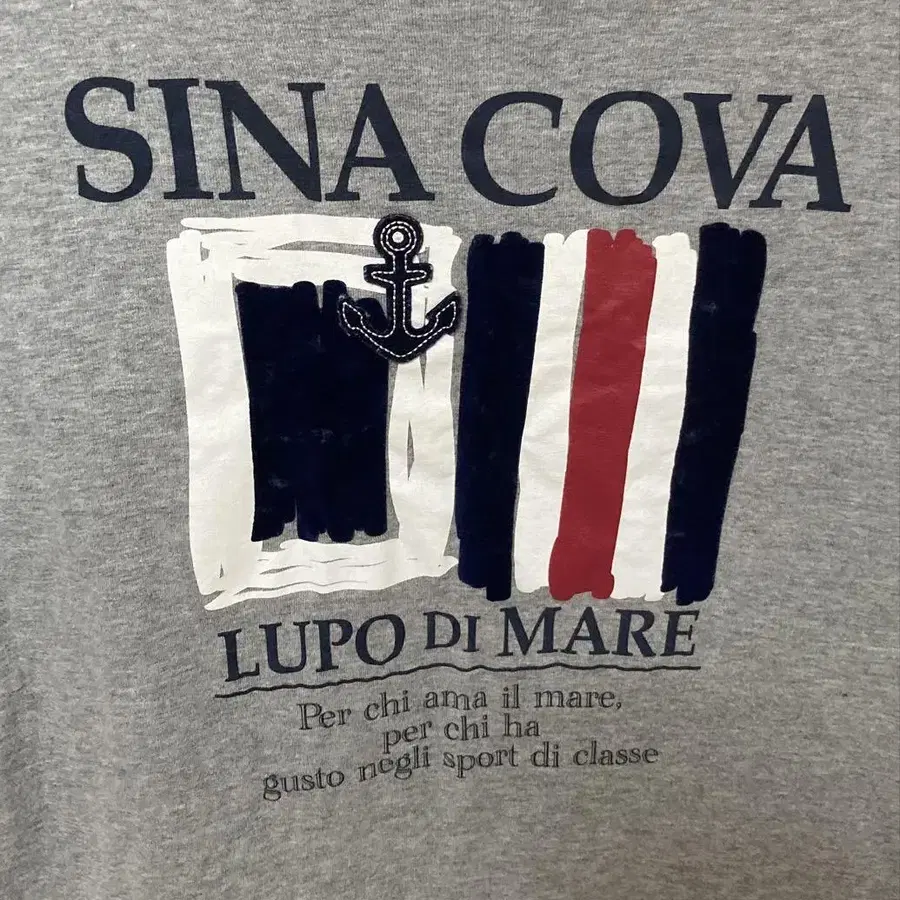 SINA COVA
LUPO DI MARE
Per chi ama il mare,
per chi ha
gusto negli sport di classe